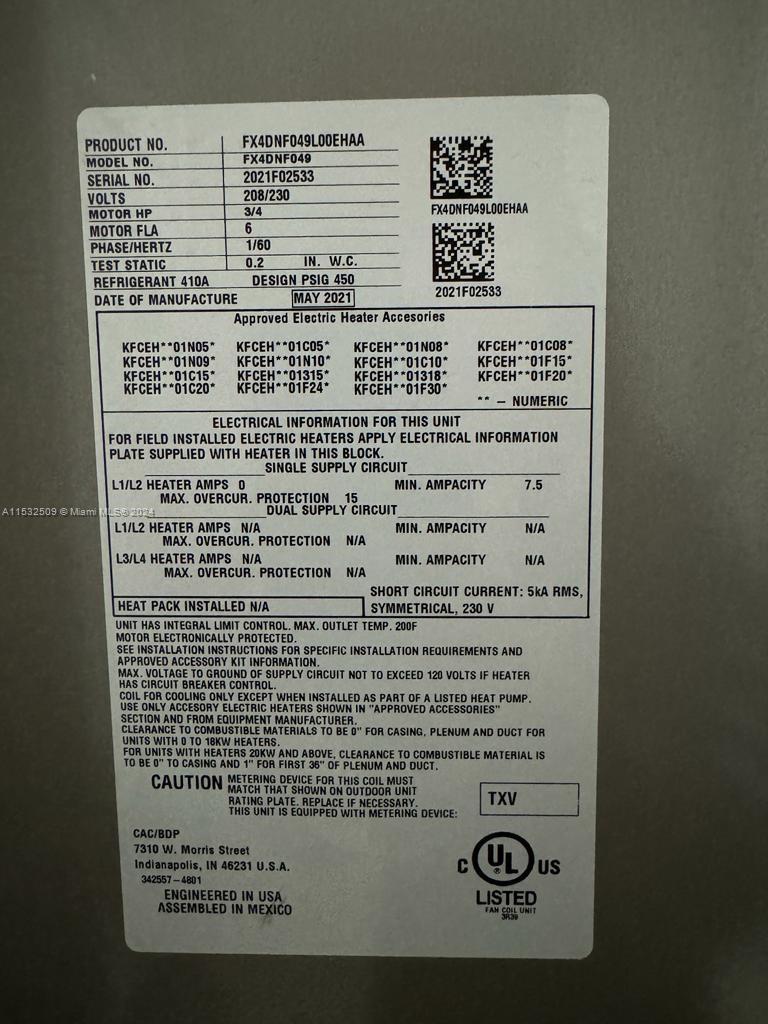 PRODUCT NO. FX4DNF049L00EHAA
MODEL NO. FX4DNF049
SERIAL NO. 2021F02533
VOLTS 208/230
MOTOR HP 3/4
MOTOR FLA 6
PHASE/HERTZ 1/60
TEST STATIC 0.2 IN. W.C.
REFRIGERANT 410A DESIGN PSIG 450
DATE OF MANUFACTURE MAY 2021
FX4DNF049L00EHAA
2021F02533
Approved Electric Heater Accesories
KFCEH**01N05* KFCEH**01C05* KFCEH**01N08* KFCEH**01C08*
KFCEH**01N09* KFCEH**01N10* KFCEH**01C10* KFCEH**01F15*
KFCEH**01C15* KFCEH**01315* KFCEH**01318* KFCEH**01F20*
KFCEH**01C20* KFCEH**01F24* KFCEH**01F30*
** – NUMERIC
ELECTRICAL INFORMATION FOR THIS UNIT
FOR FIELD INSTALLED ELECTRIC HEATERS APPLY ELECTRICAL INFORMATION
PLATE SUPPLIED WITH HEATER IN THIS BLOCK.
SINGLE SUPPLY CIRCUIT
L1/L2 HEATER AMPS 0 MIN. AMPACITY 7.5
MAX. OVERCUR. PROTECTION 15
DUAL SUPPLY CIRCUIT
L1/L2 HEATER AMPS N/A MIN. AMPACITY N/A
MAX. OVERCUR. PROTECTION N/A
L3/L4 HEATER AMPS N/A MIN. AMPACITY N/A
MAX. OVERCUR. PROTECTION N/A
SHORT CIRCUIT CURRENT: 5kA RMS,
HEAT PACK INSTALLED N/A SYMMETRICAL, 230 V
UNIT HAS INTEGRAL LIMIT CONTROL. MAX. OUTLET TEMP. 200F
MOTOR ELECTRONICALLY PROTECTED.
SEE INSTALLATION INSTRUCTIONS FOR SPECIFIC INSTALLATION REQUIREMENTS AND
APPROVED ACCESSORY KIT INFORMATION.
MAX. VOLTAGE TO GROUND OF SUPPLY CIRCUIT NOT TO EXCEED 120 VOLTS IF HEATER
HAS CIRCUIT BREAKER CONTROL.
COIL FOR COOLING ONLY EXCEPT WHEN INSTALLED AS PART OF A LISTED HEAT PUMP.
USE ONLY ACCESORY ELECTRIC HEATERS SHOWN IN "APPROVED ACCESSORIES"
SECTION AND FROM EQUIPMENT MANUFACTURER.
CLEARANCE TO COMBUSTIBLE MATERIALS TO BE 0" FOR CASING, PLENUM AND DUCT FOR
UNITS WITH 0 TO 18KW HEATERS.
FOR UNITS WITH HEATERS 20KW AND ABOVE, CLEARANCE TO COMBUSTIBLE MATERIAL IS
TO BE 0" TO CASING AND 1" FOR FIRST 36" OF PLENUM AND DUCT.
CAUTION METERING DEVICE FOR THIS COIL MUST
MATCH THAT SHOWN ON OUTDOOR UNIT
RATING PLATE. REPLACE IF NECESSARY.
THIS UNIT IS EQUIPPED WITH METERING DEVICE:
TXV
CAC/BDP
7310 W. Morris Street
Indianapolis, IN 46231 U.S.A.
342557-4801
ENGINEERED IN USA
ASSEMBLED IN MEXICO
C UL ® US
LISTED
FAN COIL UNIT
3R39
A11532509 © Miami MLS® 2024